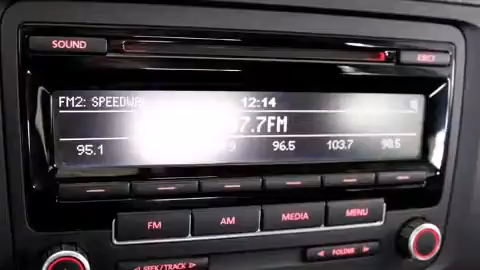 SOUND
EJECT
FM2: SPEEDWAY 12:14
7.7FM
95.1 96.5 103.7 98.5
FM AM MEDIA MENU
SEEK/TRACK FOLDER